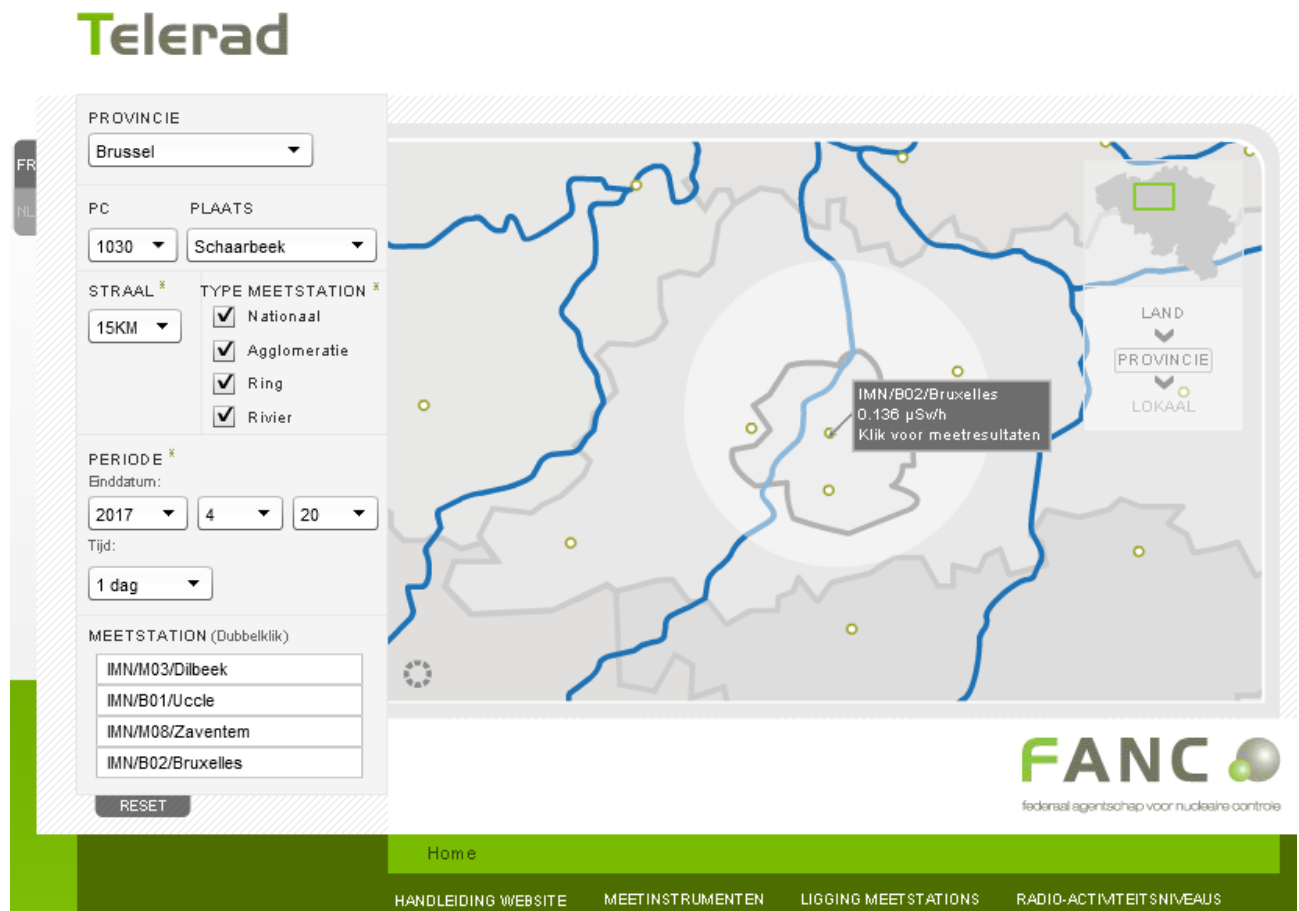 Telerad
PROVINCIE
Brussel
FR
NL
PC PLAATS
1030 Schaarbeek
STRAAL * TYPE MEETSTATION *
15KM
Nationaal
Agglomeratie
Ring
Rivier
PERIODE *
Einddatum:
2017 4 20
Tijd:
1 dag
MEETSTATION (Dubbelklik)
IMN/M03/Dilbeek
IMN/B01/Uccle
IMN/M08/Zaventem
IMN/B02/Bruxelles
RESET
IMN/B02/Bruxelles
0.136 µSv/h
Klik voor meetresultaten
LAND
PROVINCIE
LOKAAL
FANC
federaal agentschap voor nucleaire controle
Home
HANDLEIDING WEBSITE MEETINSTRUMENTEN LIGGING MEETSTATIONS RADIO-ACTIVITEITSNIVEAUS